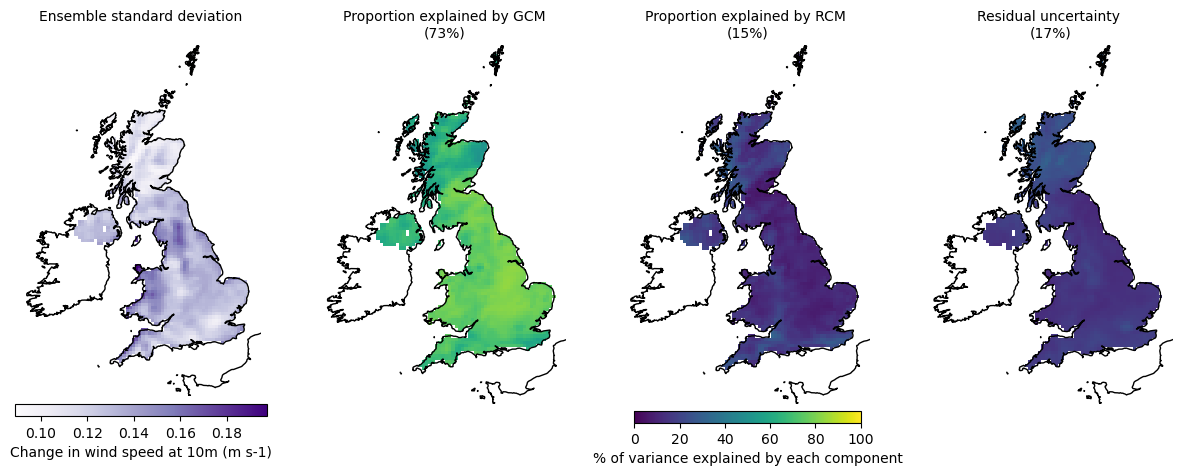 Ensemble standard deviation
Proportion explained by GCM
(73%)
Proportion explained by RCM
(15%)
Residual uncertainty
(17%)
0.10 0.12 0.14 0.16 0.18
Change in wind speed at 10m (m s-1)
0 20 40 60 80 100
% of variance explained by each component